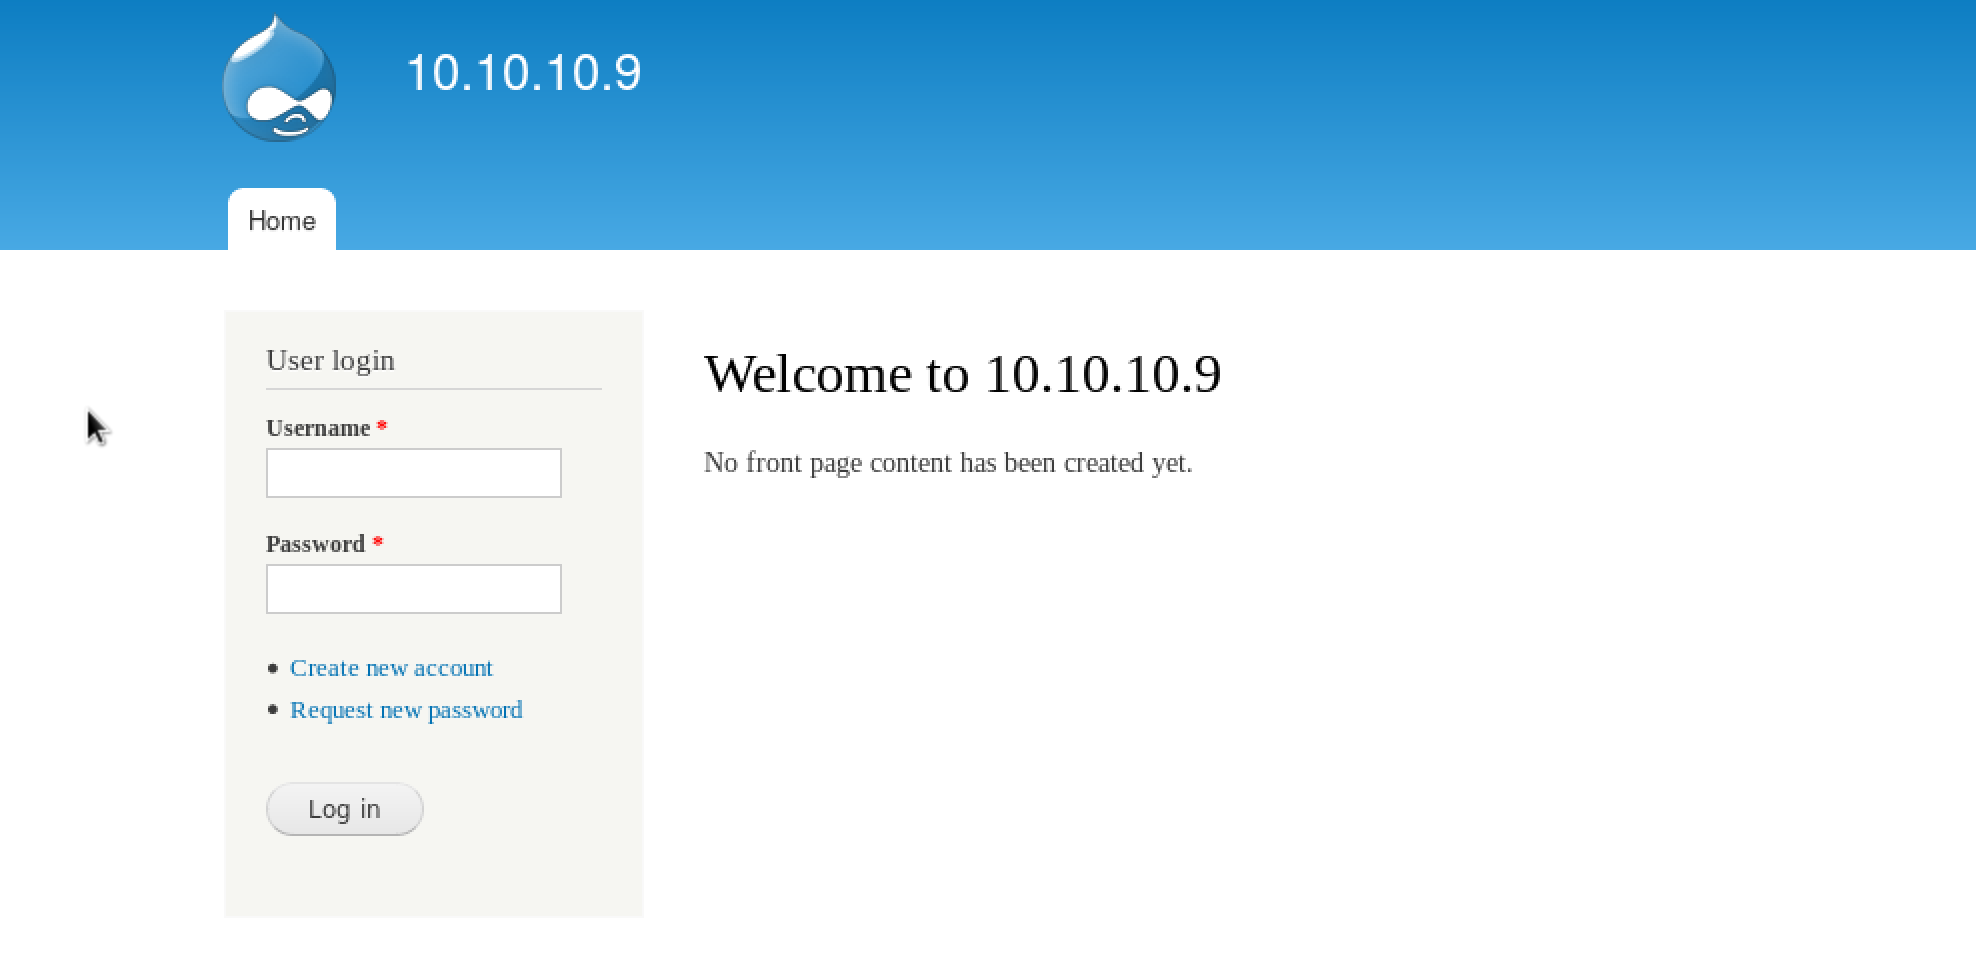 10.10.10.9
Home
User login
Username *
Password *
Create new account
Request new password
Log in
Welcome to 10.10.10.9
No front page content has been created yet.